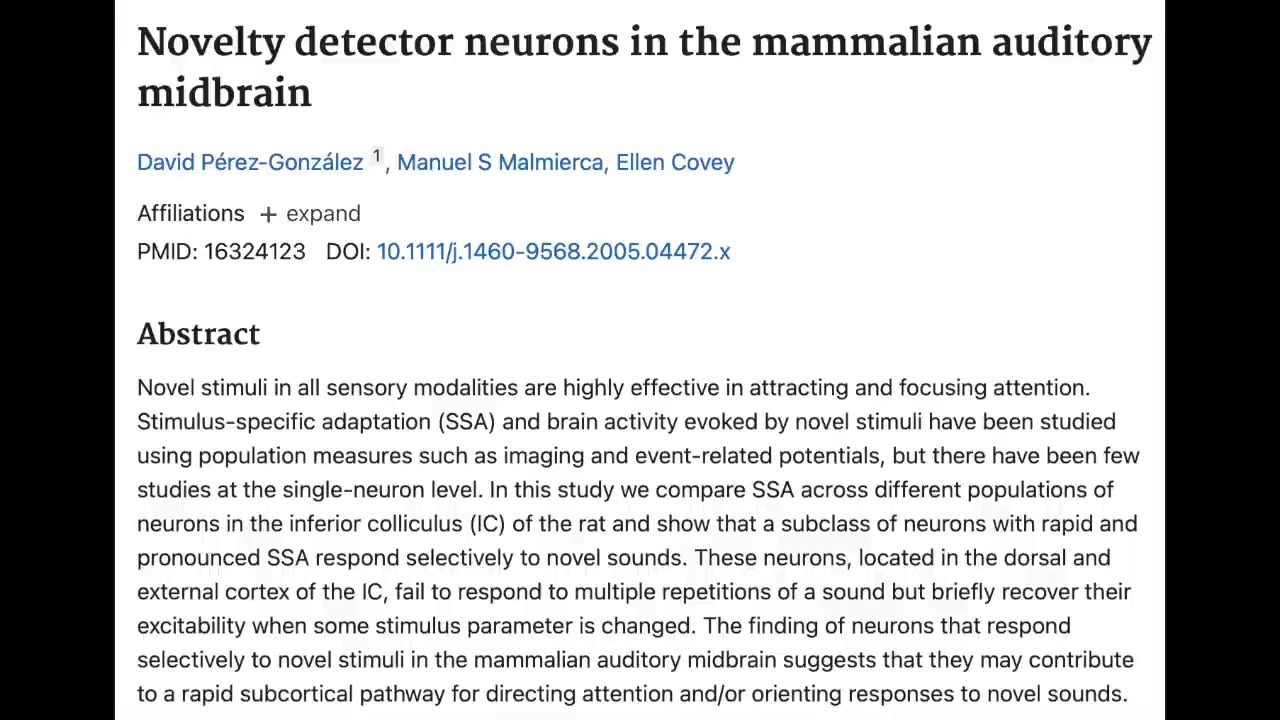 Novelty detector neurons in the mammalian auditory
midbrain
David Pérez-González 1, Manuel S Malmierca, Ellen Covey
Affiliations + expand
PMID: 16324123 DOI: 10.1111/j.1460-9568.2005.04472.x
Abstract
Novel stimuli in all sensory modalities are highly effective in attracting and focusing attention.
Stimulus-specific adaptation (SSA) and brain activity evoked by novel stimuli have been studied
using population measures such as imaging and event-related potentials, but there have been few
studies at the single-neuron level. In this study we compare SSA across different populations of
neurons in the inferior colliculus (IC) of the rat and show that a subclass of neurons with rapid and
pronounced SSA respond selectively to novel sounds. These neurons, located in the dorsal and
external cortex of the IC, fail to respond to multiple repetitions of a sound but briefly recover their
excitability when some stimulus parameter is changed. The finding of neurons that respond
selectively to novel stimuli in the mammalian auditory midbrain suggests that they may contribute
to a rapid subcortical pathway for directing attention and/or orienting responses to novel sounds.